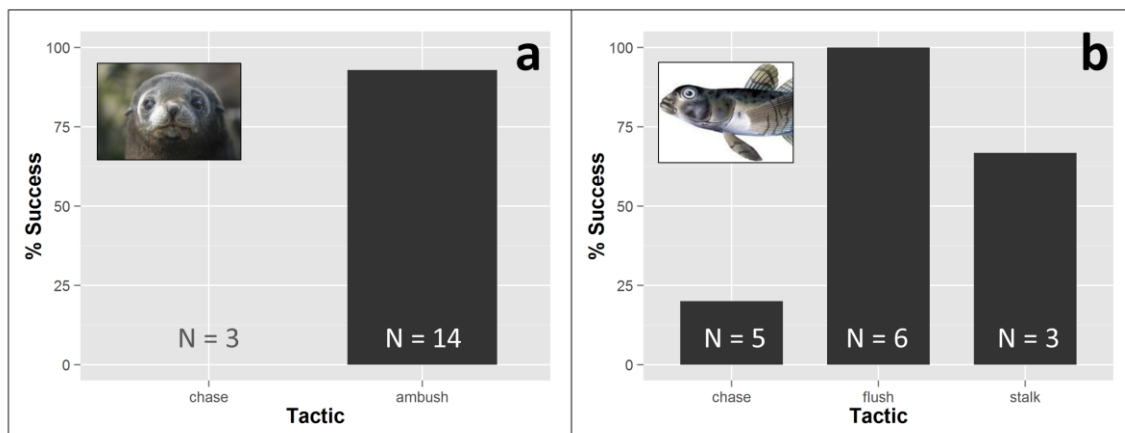 a
100
75
50
25
0
% Success
N = 3
N = 14
chase
ambush
Tactic
b
100
75
50
25
0
% Success
N = 5
N = 6
N = 3
chase
flush
stalk
Tactic